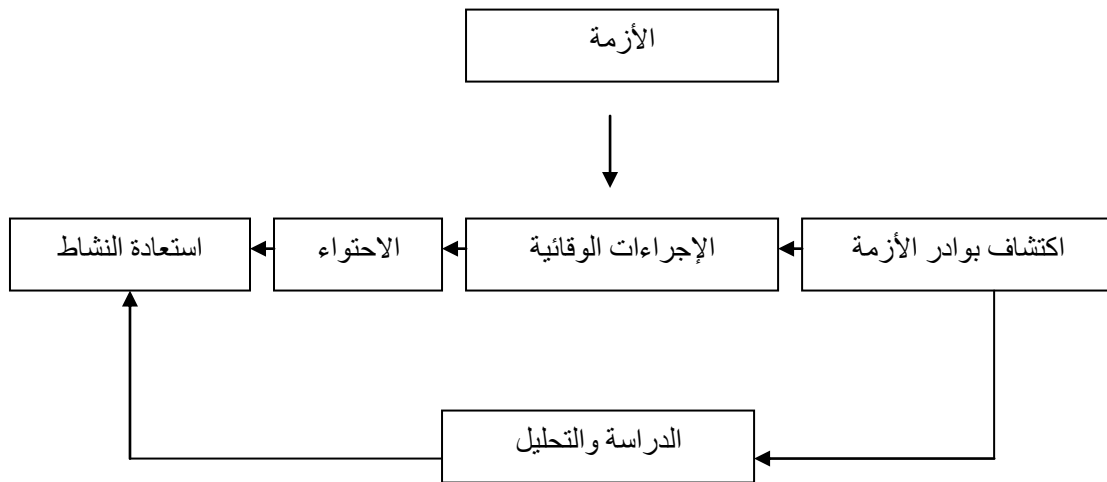 الأزمة
اكتشاف بوادر الأزمة
الإجراءات الوقائية
الاحتواء
استعادة النشاط
الدراسة والتحليل